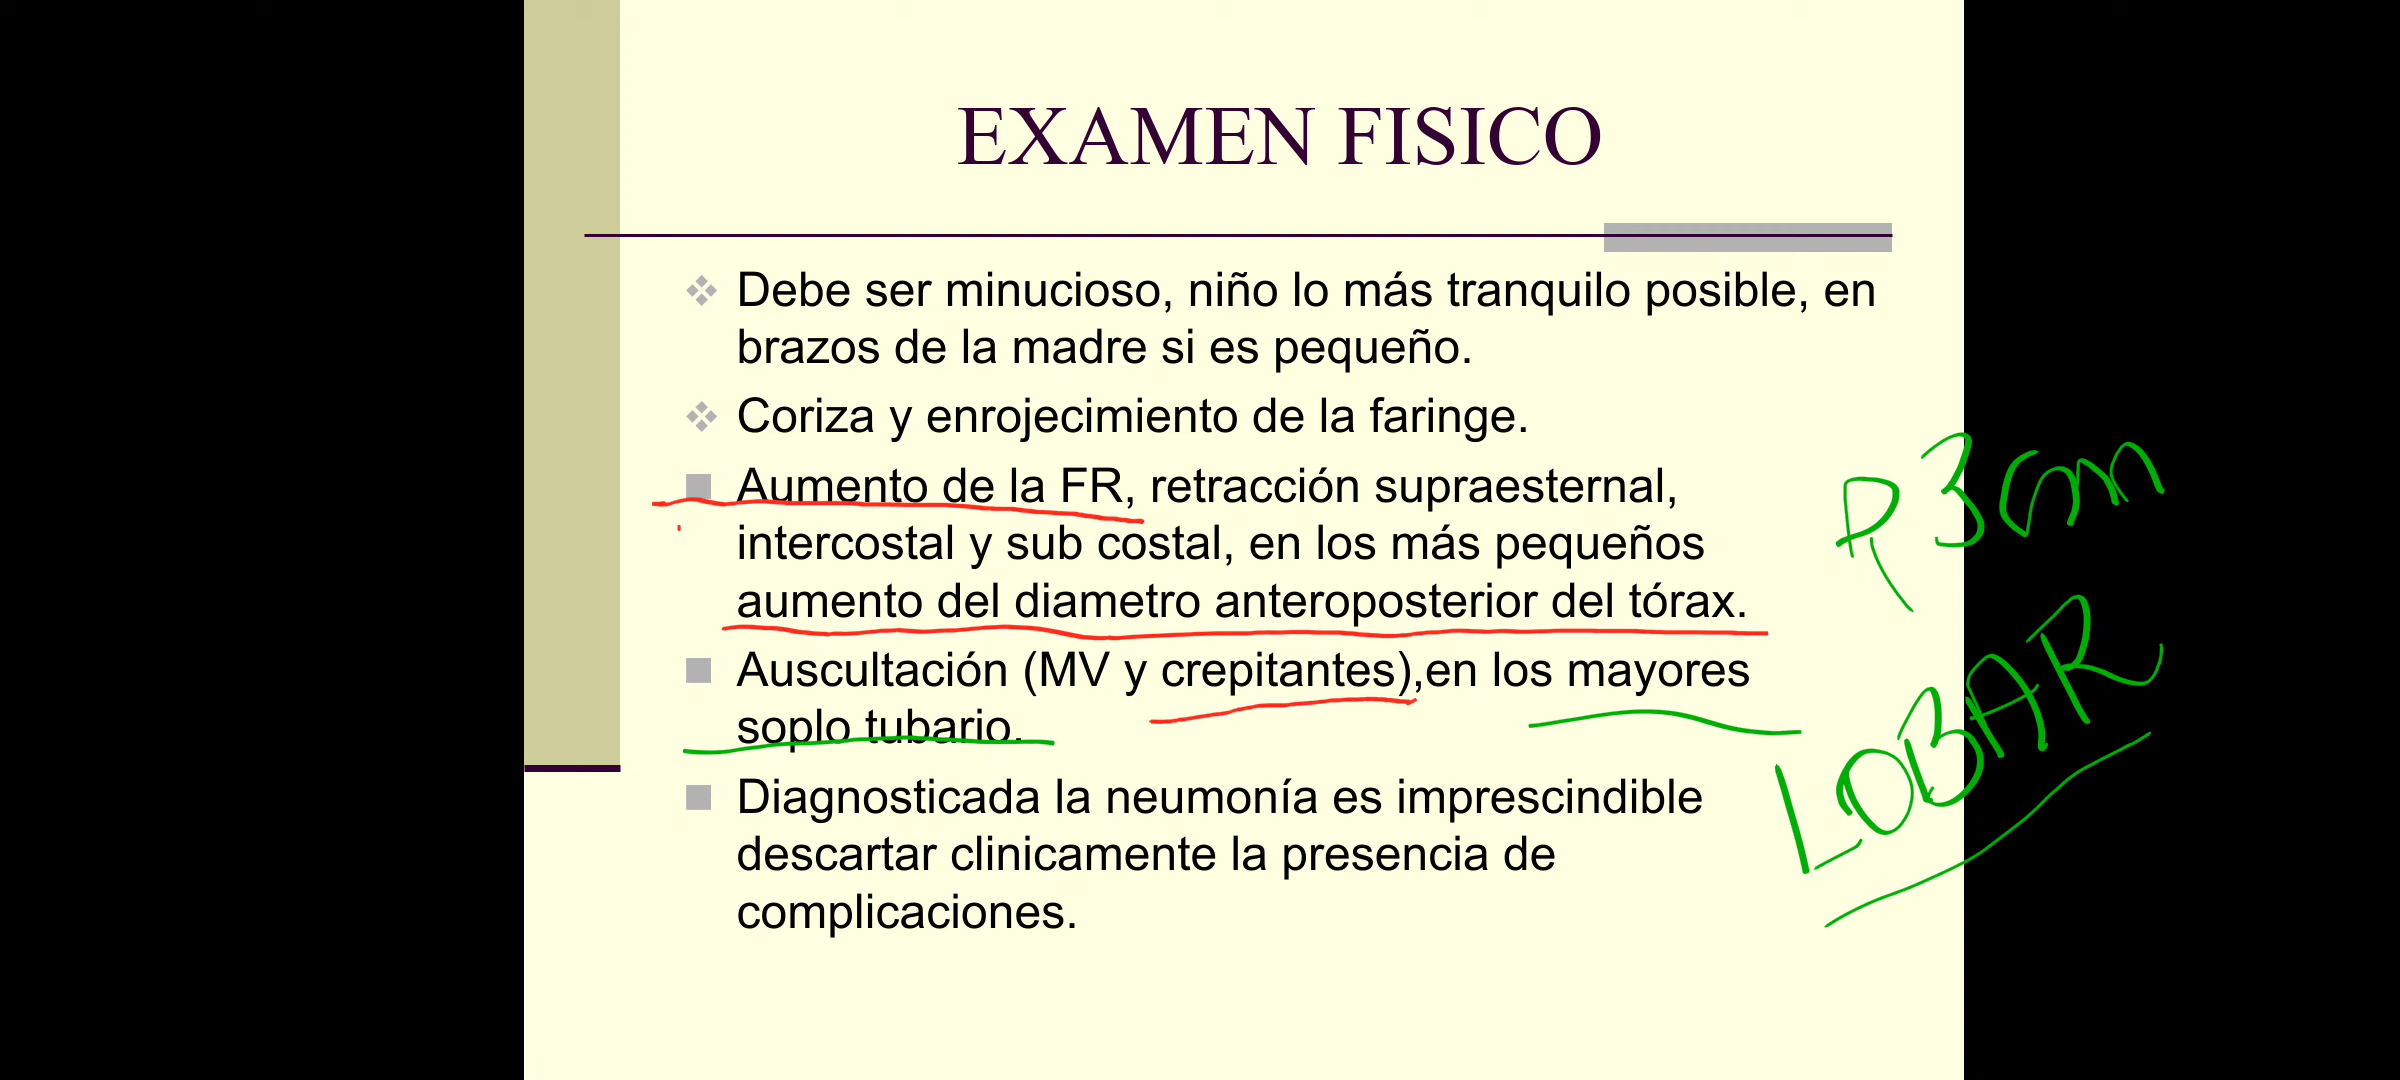 EXAMEN FISICO
Debe ser minucioso, niño lo más tranquilo posible, en
brazos de la madre si es pequeño.
Coriza y enrojecimiento de la faringe.
Aumento de la FR, retracción supraesternal,
intercostal y sub costal, en los más pequeños
aumento del diametro anteroposterior del tórax.
Auscultación (MV y crepitantes),en los mayores
soplo tubario.
Diagnosticada la neumonía es imprescindible
descartar clinicamente la presencia de
complicaciones.
3cm
LOBAR